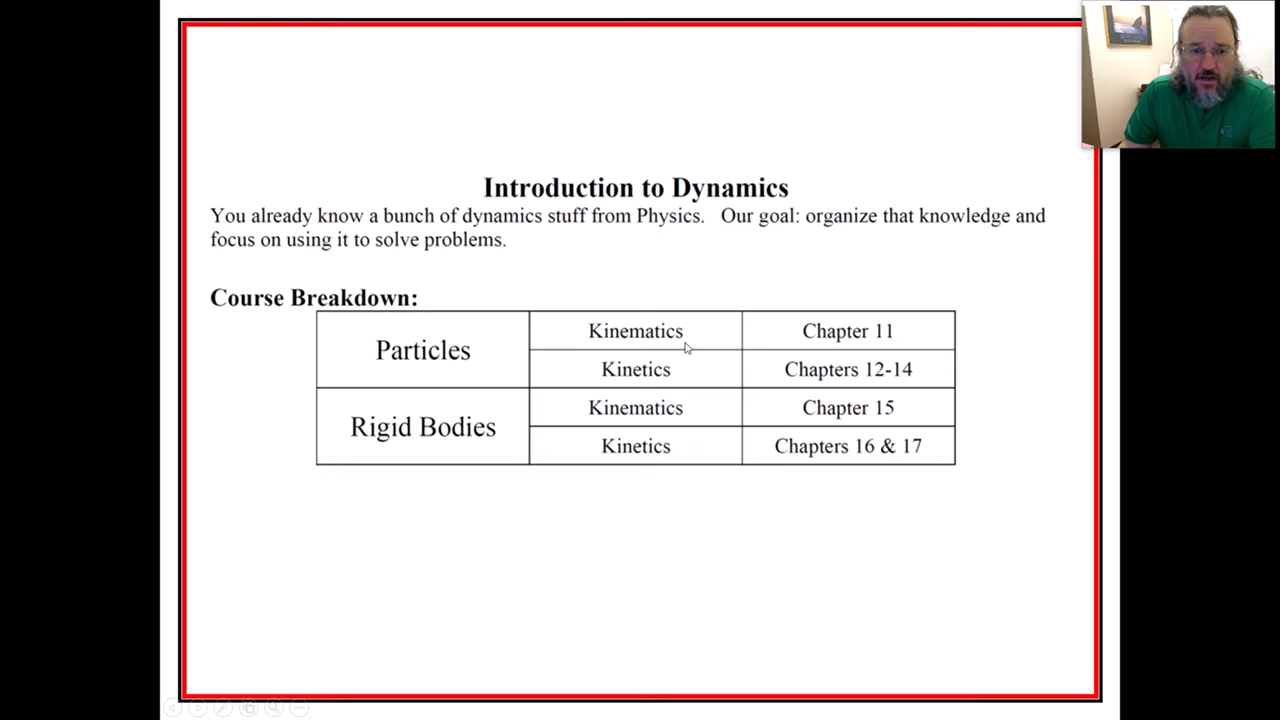 Introduction to Dynamics
You already know a bunch of dynamics stuff from Physics. Our goal: organize that knowledge and
focus on using it to solve problems.
Course Breakdown:
Particles
Kinematics
Chapter 11
Kinetics
Chapters 12-14
Rigid Bodies
Kinematics
Chapter 15
Kinetics
Chapters 16 & 17